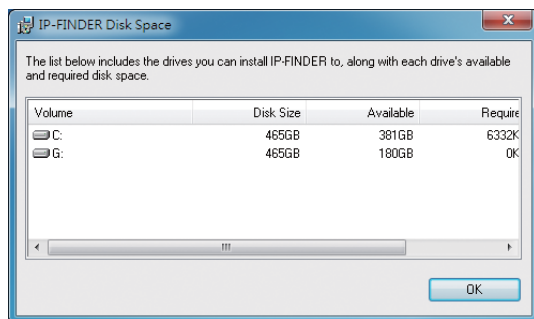 IP-FINDER Disk Space
The list below includes the drives you can install IP-FINDER to, along with each drive's available
and required disk space.
Volume Disk Size Available Require
C: 465GB 381GB 6332K
G: 465GB 180GB 0K
OK